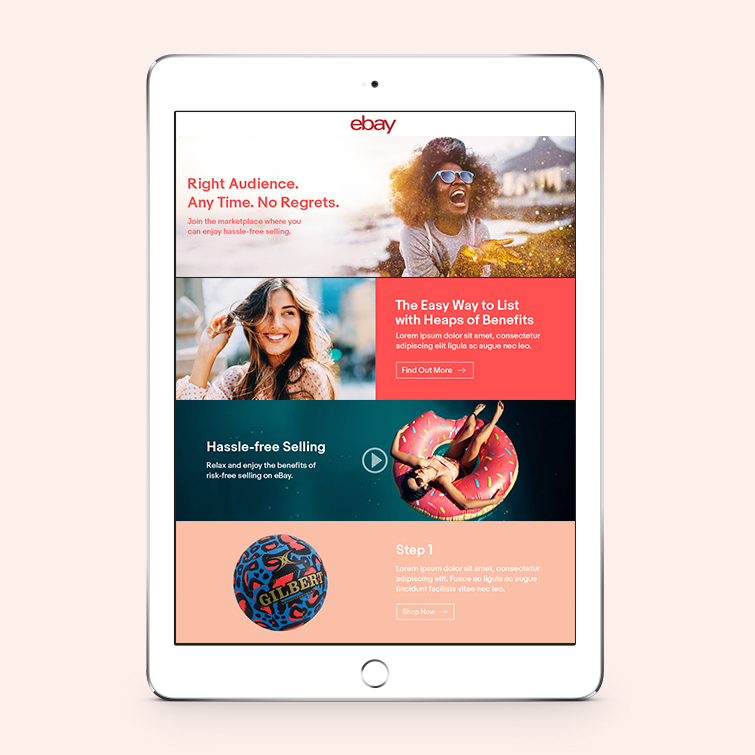 ebay
Right Audience.
Any Time. No Regrets.
Join the marketplace where you
can enjoy hassle-free selling.
The Easy Way to List
with Heaps of Benefits
Lorem ipsum dolor sit amet, consectetur
adipiscing elit ligula ac augue nec leo.
Find Out More
Hassle-free Selling
Relax and enjoy the benefits of
risk-free selling on eBay.
GILBERT
Step 1
Lorem ipsum dolor sit amet, consectetur
adipiscing elit. Fusce ac ligula ac augue
tincidunt facilisis vitae nec leo.
Shop Now